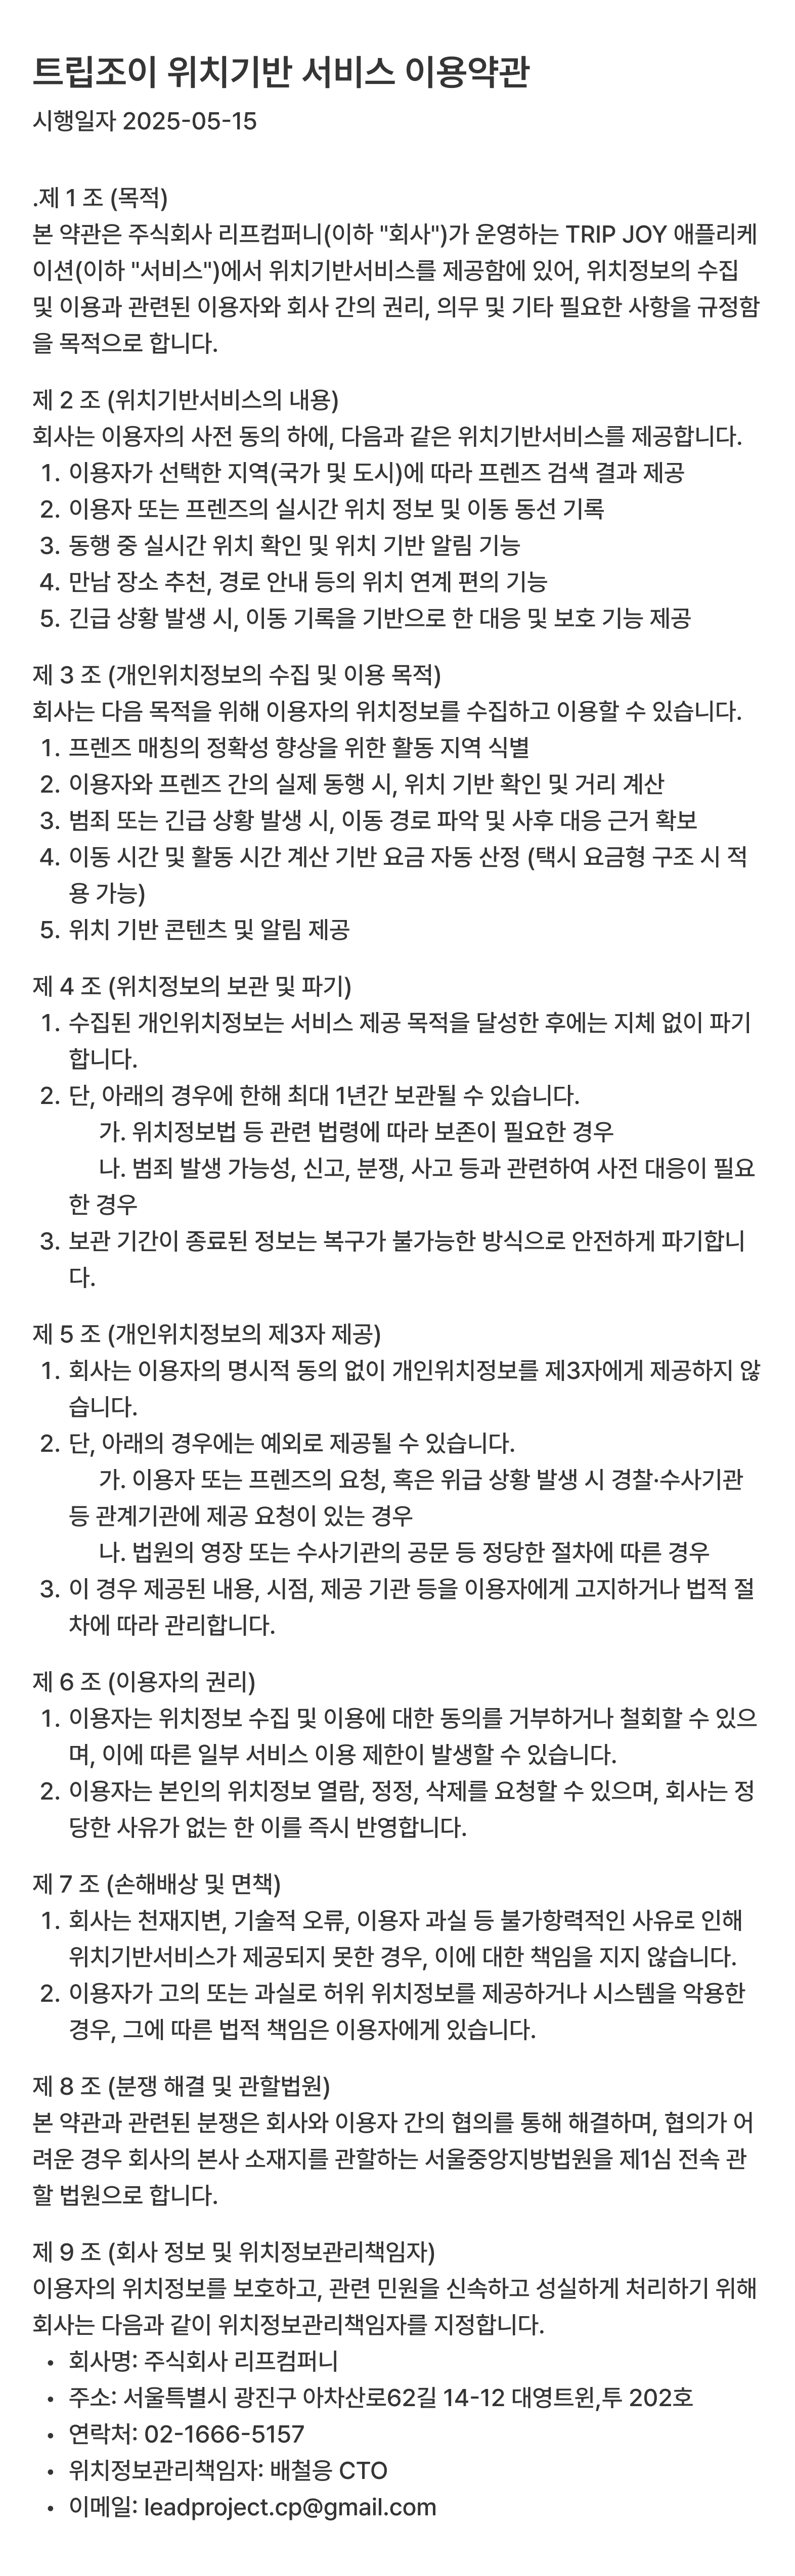 트립조이 위치기반 서비스 이용약관
시행일자 2025-05-15
.제 1 조 (목적)
본 약관은 주식회사 리프컴퍼니(이하 "회사")가 운영하는 TRIP JOY 애플리케
이션(이하 "서비스")에서 위치기반서비스를 제공함에 있어, 위치정보의 수집
및 이용과 관련된 이용자와 회사 간의 권리, 의무 및 기타 필요한 사항을 규정함
을 목적으로 합니다.
제 2 조 (위치기반서비스의 내용)
회사는 이용자의 사전 동의 하에, 다음과 같은 위치기반서비스를 제공합니다.
1. 이용자가 선택한 지역(국가 및 도시)에 따라 프렌즈 검색 결과 제공
2. 이용자 또는 프렌즈의 실시간 위치 정보 및 이동 동선 기록
3. 동행 중 실시간 위치 확인 및 위치 기반 알림 기능
4. 만남 장소 추천, 경로 안내 등의 위치 연계 편의 기능
5. 긴급 상황 발생 시, 이동 기록을 기반으로 한 대응 및 보호 기능 제공
제 3 조 (개인위치정보의 수집 및 이용 목적)
회사는 다음 목적을 위해 이용자의 위치정보를 수집하고 이용할 수 있습니다.
1. 프렌즈 매칭의 정확성 향상을 위한 활동 지역 식별
2. 이용자와 프렌즈 간의 실제 동행 시, 위치 기반 확인 및 거리 계산
3. 범죄 또는 긴급 상황 발생 시, 이동 경로 파악 및 사후 대응 근거 확보
4. 이동 시간 및 활동 시간 계산 기반 요금 자동 산정 (택시 요금형 구조 시 적
용 가능)
5. 위치 기반 콘텐츠 및 알림 제공
제 4 조 (위치정보의 보관 및 파기)
1. 수집된 개인위치정보는 서비스 제공 목적을 달성한 후에는 지체 없이 파기
합니다.
2. 단, 아래의 경우에 한해 최대 1년간 보관될 수 있습니다.
가. 위치정보법 등 관련 법령에 따라 보존이 필요한 경우
나. 범죄 발생 가능성, 신고, 분쟁, 사고 등과 관련하여 사전 대응이 필요
한 경우
3. 보관 기간이 종료된 정보는 복구가 불가능한 방식으로 안전하게 파기합니
다.
제 5 조 (개인위치정보의 제3자 제공)
1. 회사는 이용자의 명시적 동의 없이 개인위치정보를 제3자에게 제공하지 않
습니다.
2. 단, 아래의 경우에는 예외로 제공될 수 있습니다.
가. 이용자 또는 프렌즈의 요청, 혹은 위급 상황 발생 시 경찰·수사기관
등 관계기관에 제공 요청이 있는 경우
나. 법원의 영장 또는 수사기관의 공문 등 정당한 절차에 따른 경우
3. 이 경우 제공된 내용, 시점, 제공 기관 등을 이용자에게 고지하거나 법적 절
차에 따라 관리합니다.
제 6 조 (이용자의 권리)
1. 이용자는 위치정보 수집 및 이용에 대한 동의를 거부하거나 철회할 수 있으
며, 이에 따른 일부 서비스 이용 제한이 발생할 수 있습니다.
2. 이용자는 본인의 위치정보 열람, 정정, 삭제를 요청할 수 있으며, 회사는 정
당한 사유가 없는 한 이를 즉시 반영합니다.
제 7 조 (손해배상 및 면책)
1. 회사는 천재지변, 기술적 오류, 이용자 과실 등 불가항력적인 사유로 인해
위치기반서비스가 제공되지 못한 경우, 이에 대한 책임을 지지 않습니다.
2. 이용자가 고의 또는 과실로 허위 위치정보를 제공하거나 시스템을 악용한
경우, 그에 따른 법적 책임은 이용자에게 있습니다.
제 8 조 (분쟁 해결 및 관할법원)
본 약관과 관련된 분쟁은 회사와 이용자 간의 협의를 통해 해결하며, 협의가 어
려운 경우 회사의 본사 소재지를 관할하는 서울중앙지방법원을 제1심 전속 관
할 법원으로 합니다.
제 9 조 (회사 정보 및 위치정보관리책임자)
이용자의 위치정보를 보호하고, 관련 민원을 신속하고 성실하게 처리하기 위해
회사는 다음과 같이 위치정보관리책임자를 지정합니다.
• 회사명: 주식회사 리프컴퍼니
• 주소: 서울특별시 광진구 아차산로62길 14-12 대영트윈,투 202호
• 연락처: 02-1666-5157
• 위치정보관리책임자: 배철응 CTO
• 이메일: leadproject.cp@gmail.com